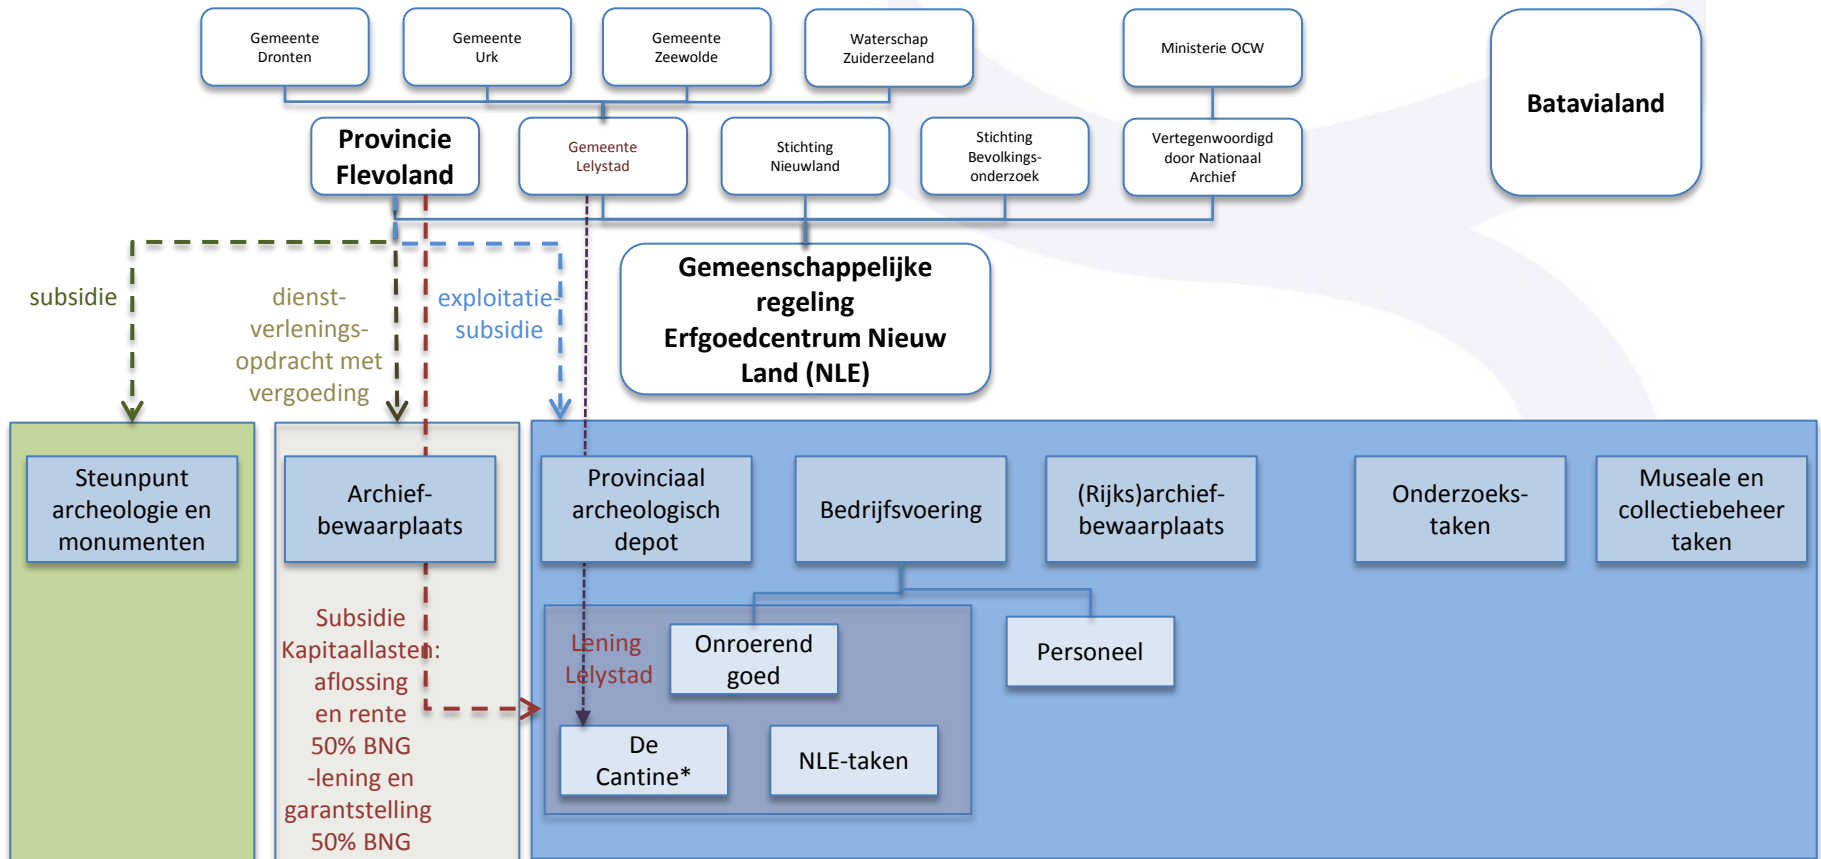 Gemeente
Dronten
Gemeente
Urk
Gemeente
Zeewolde
Waterschap
Zuiderzeeland
Ministerie OCW
Batavialand
Provincie
Flevoland
Gemeente
Lelystad
Stichting
Nieuwland
Stichting
Bevolkings-
onderzoek
Vertegenwoordigd
door Nationaal
Archief
Gemeenschappelijke
regeling
Erfgoedcentrum Nieuw
Land (NLE)
subsidie
dienst-
verlenings-
opdracht met
vergoeding
exploitatie-
subsidie
Steunpunt
archeologie en
monumenten
Archief-
bewaarplaats
Provinciaal
archeologisch
depot
Bedrijfsvoering
(Rijks)archief-
bewaarplaats
Onderzoeks-
taken
Museale en
collectiebeheer
taken
Subsidie
Kapitaallasten:
aflossing
en rente
50% BNG
-lening en
garantstelling
50% BNG
Lening
Lelystad
Onroerend
goed
Personeel
De
Cantine*
NLE-taken